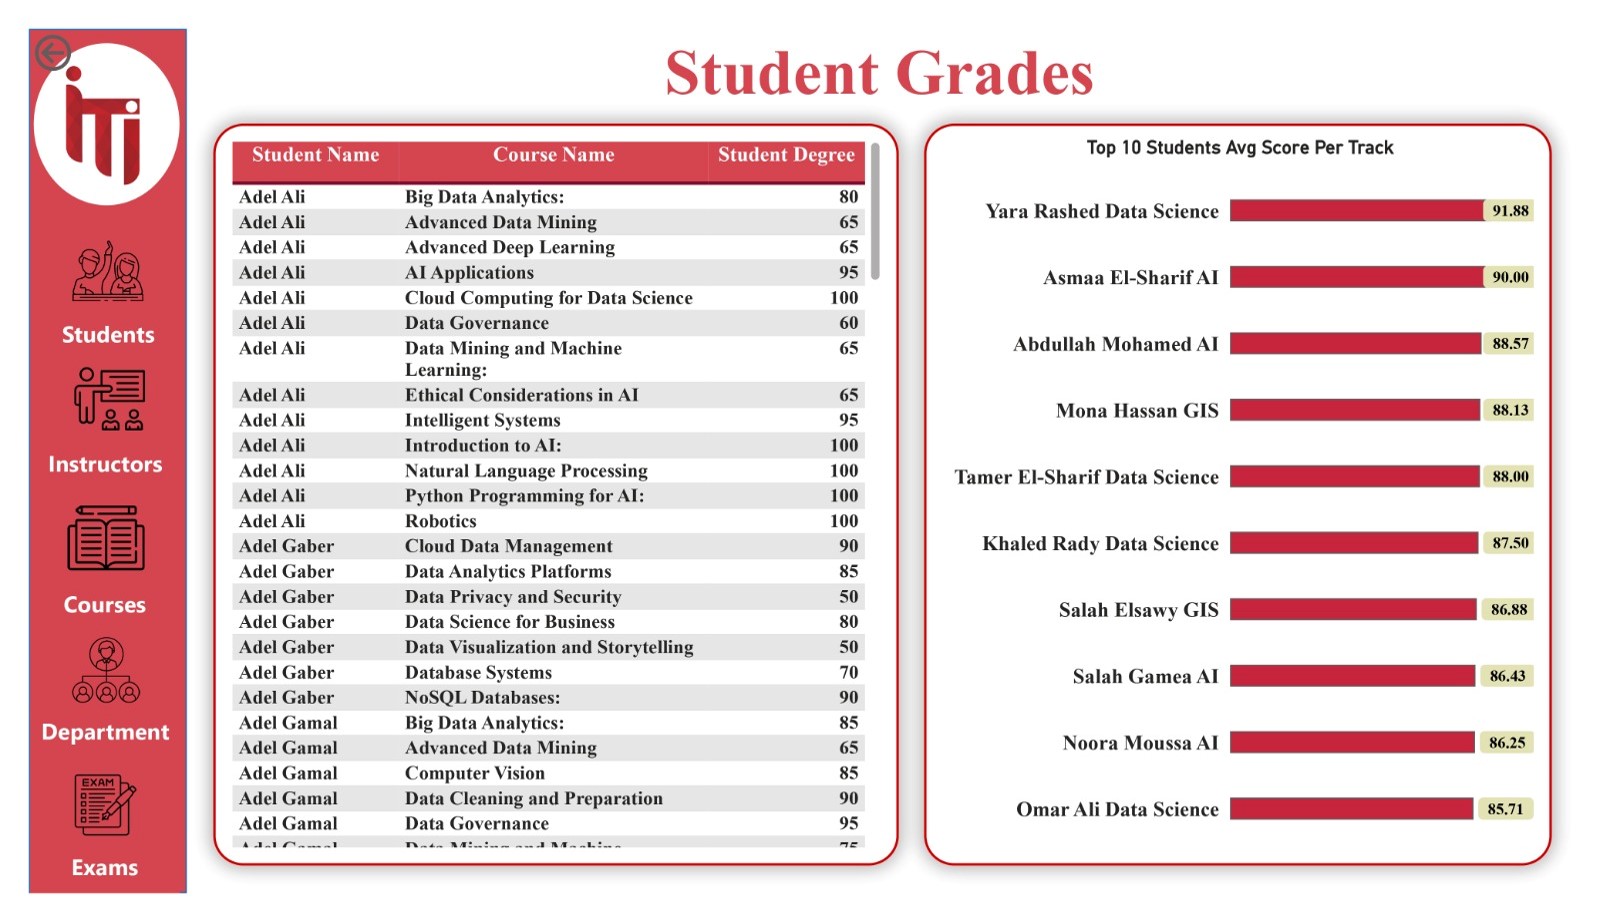 iTi
Students
Instructors
Courses
Department
EXAM
Exams
Student Grades
Student Name Course Name Student Degree
Adel Ali Big Data Analytics: 80
Adel Ali Advanced Data Mining 65
Adel Ali Advanced Deep Learning 65
Adel Ali AI Applications 95
Adel Ali Cloud Computing for Data Science 100
Adel Ali Data Governance 60
Adel Ali Data Mining and Machine 65
Learning:
Adel Ali Ethical Considerations in AI 65
Adel Ali Intelligent Systems 95
Adel Ali Introduction to AI: 100
Adel Ali Natural Language Processing 100
Adel Ali Python Programming for AI: 100
Adel Ali Robotics 100
Adel Gaber Cloud Data Management 90
Adel Gaber Data Analytics Platforms 85
Adel Gaber Data Privacy and Security 50
Adel Gaber Data Science for Business 80
Adel Gaber Data Visualization and Storytelling 50
Adel Gaber Database Systems 70
Adel Gaber NoSQL Databases: 90
Adel Gamal Big Data Analytics: 85
Adel Gamal Advanced Data Mining 65
Adel Gamal Computer Vision 85
Adel Gamal Data Cleaning and Preparation 90
Adel Gamal Data Governance 95
Adel Gamal Data Mining and Machine 75
Top 10 Students Avg Score Per Track
Yara Rashed Data Science 91.88
Asmaa El-Sharif AI 90.00
Abdullah Mohamed AI 88.57
Mona Hassan GIS 88.13
Tamer El-Sharif Data Science 88.00
Khaled Rady Data Science 87.50
Salah Elsawy GIS 86.88
Salah Gamea AI 86.43
Noora Moussa AI 86.25
Omar Ali Data Science 85.71